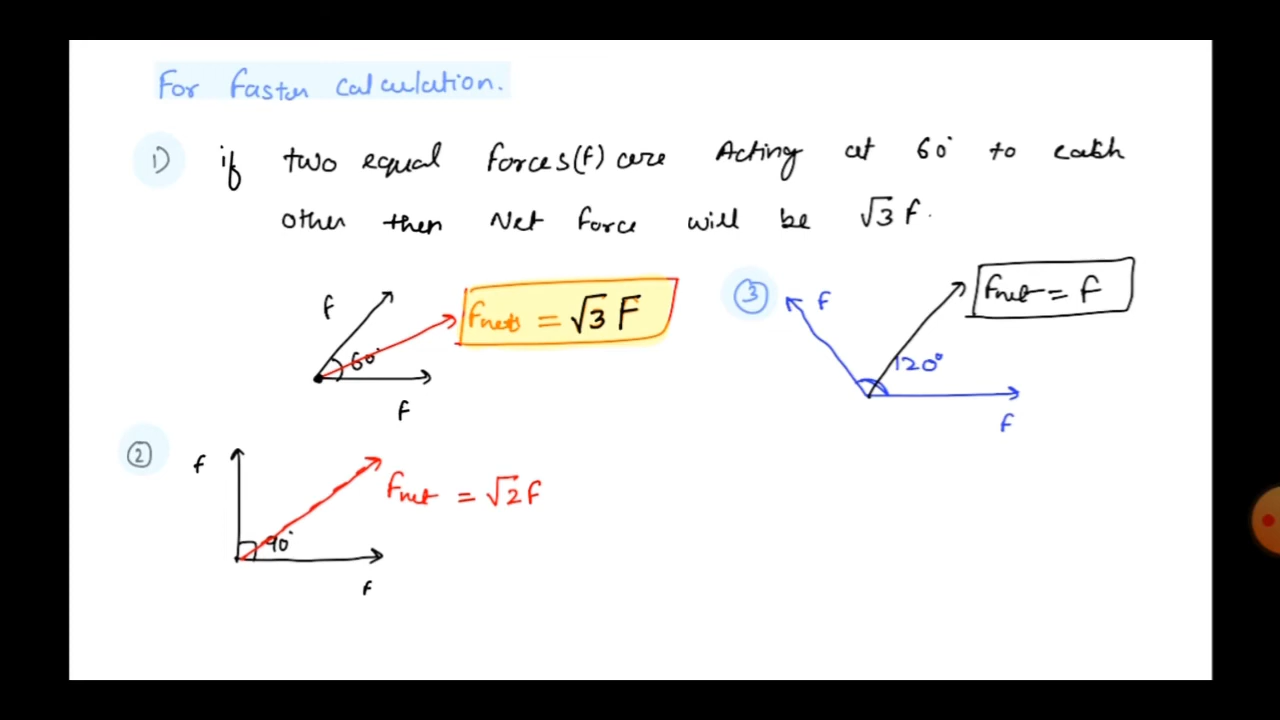 For faster calculation.
1) if two equal forces(f) are Acting at 60° to each
other then Net force will be √3 f.
f
60°
f
Fnet = √3 F
③
f
120°
f
Fnet = f
②
f
90°
f
Fnet = √2 f